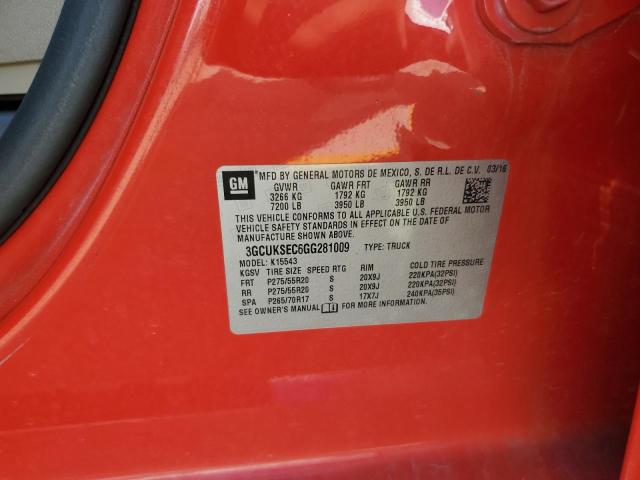 GM
MFD BY GENERAL MOTORS DE MEXICO, S. DE R.L. DE C.V. 03/16
GVWR GAWR FRT GAWR RR
3266 KG 1792 KG 1792 KG
7200 LB 3950 LB 3950 LB
THIS VEHICLE CONFORMS TO ALL APPLICABLE U.S. FEDERAL MOTOR
VEHICLE SAFETY STANDARDS IN EFFECT ON THE DATE OF
MANUFACTURE SHOWN ABOVE.
3GCUKSEC6GG281009 TYPE: TRUCK
MODEL: K15543
KGSV TIRE SIZE SPEED RTG RIM COLD TIRE PRESSURE
FRT P275/55R20 S 20X9J 220KPA(32PSI)
RR P275/55R20 S 20X9J 220KPA(32PSI)
SPA P265/70R17 S 17X7J 240KPA(35PSI)
SEE OWNER'S MANUAL FOR MORE INFORMATION.